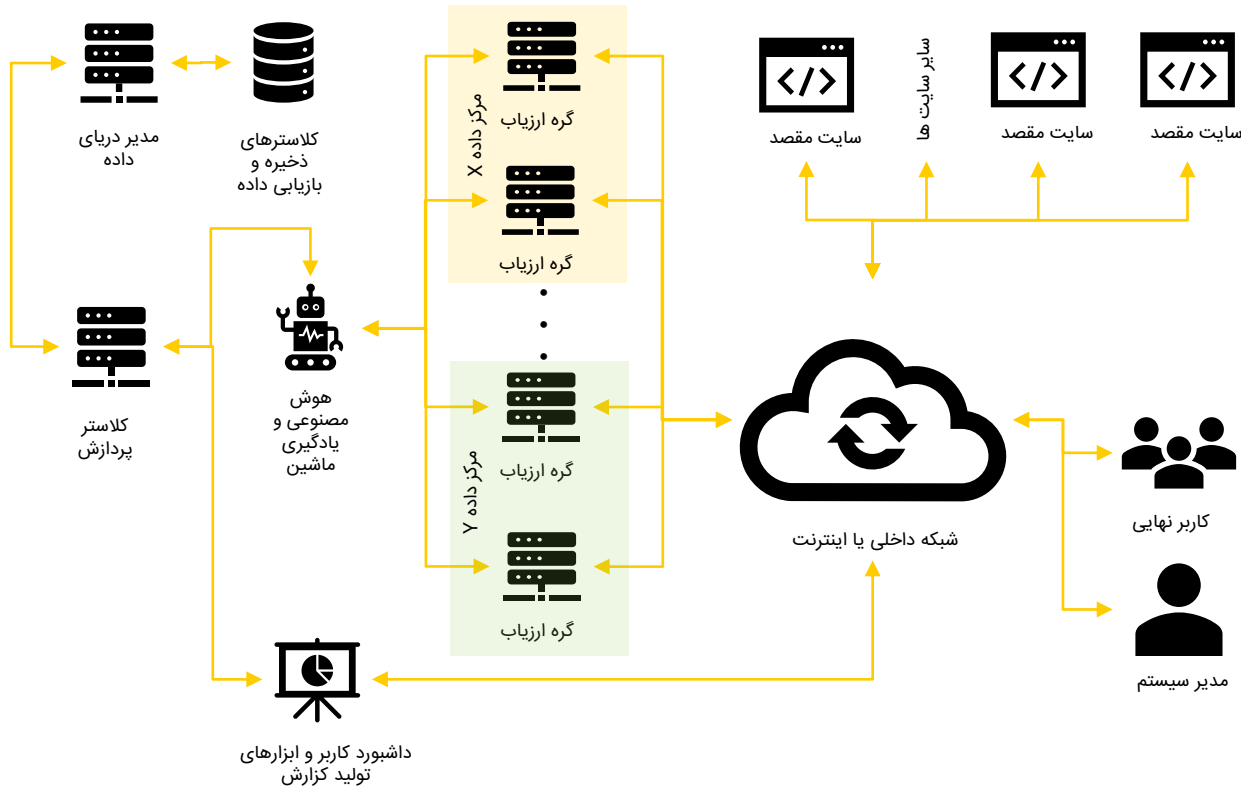 سایت مقصد
سایت مقصد
سایر سایت ها
سایت مقصد
گره ارزیاب
مرکز داده X
گره ارزیاب
کلاسترهای
ذخیره و
بازیابی داده
مدیر دریای
داده
هوش
مصنوعی و
یادگیری
ماشین
کلاستر
پردازش
گره ارزیاب
مرکز داده Y
گره ارزیاب
شبکه داخلی یا اینترنت
کاربر نهایی
مدیر سیستم
داشبورد کاربر و ابزارهای
تولید کزارش